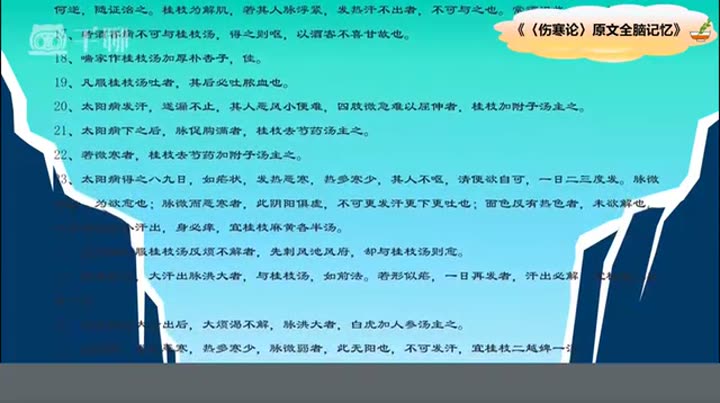 何逆，随证治之。桂枝为解肌，若其人脉浮紧，发热汗不出者，不可与之也。
《〈伤寒论〉原文全脑记忆》
千聊
病不可与桂枝汤，得之则呕，以酒客不喜甘故也。
18、喘家作桂枝汤加厚朴杏子，佳。
19、凡服桂枝汤吐者，其后必吐脓血也。
20、太阳病发汗，遂漏不止，其人恶风小便难，四肢微急难以屈伸者，桂枝加附子汤主之。
21、太阳病下之后，脉促胸满者，桂枝去芍药汤主之。
22、若微寒者，桂枝去芍药加附子汤主之。
23、太阳病得之八九日，如疟状，发热恶寒，热多寒少，其人不呕，清便欲自可，一日二三度发。脉微
为欲愈也；脉微而恶寒者，此阴阳俱虚，不可更发汗更下更吐也；面色反有热色者，未欲解也，
小汗出，身必痒，宜桂枝麻黄各半汤。
服桂枝汤反烦不解者，先刺风池风府，却与桂枝汤则愈。
大汗出脉洪大者，与桂枝汤，如前法。若形似疟，一日再发者，汗出必解，
出后，大烦渴不解，脉洪大者，白虎加人参汤主之。
恶寒，热多寒少，脉微弱者，此无阳也，不可发汗，宜桂枝二越婢一